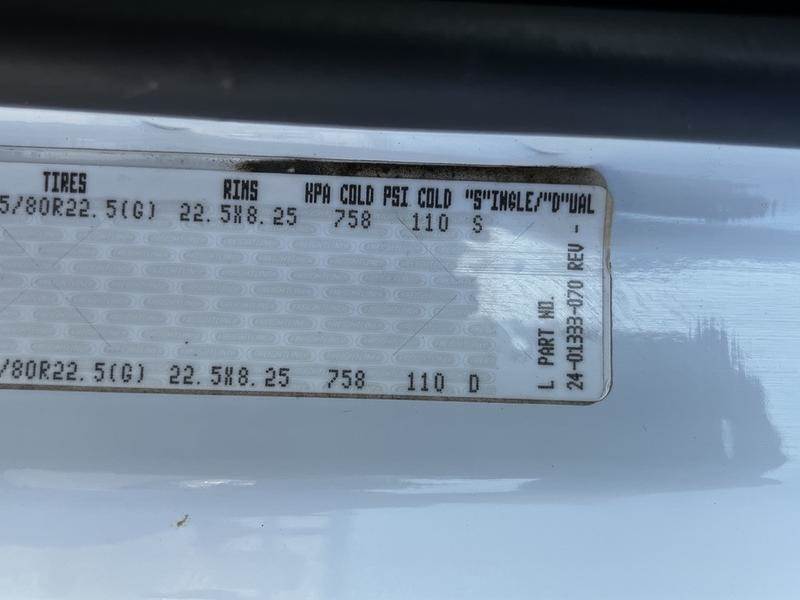 TIRES RIMS KPA COLD PSI COLD "S"INGLE/"D"UAL
5/80R22.5(G) 22.5X8.25 758 110 S
/80R22.5(G) 22.5X8.25 758 110 D
L PART NO.
24-01333-070 REV -